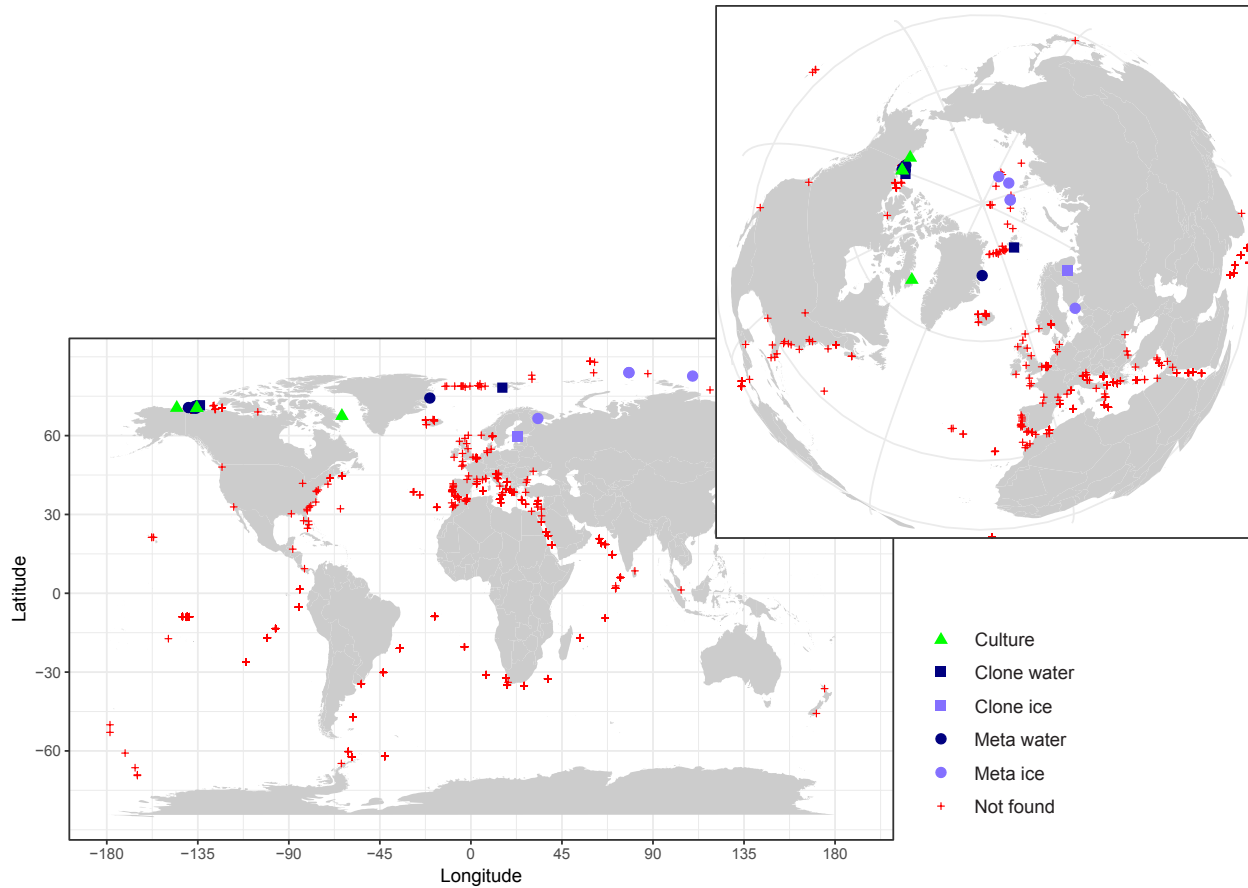 60
30
0
−30
−60
Latitude
−180
−135
−90
−45
0
45
90
135
180
Longitude
Culture
Clone water
Clone ice
Meta water
Meta ice
Not found